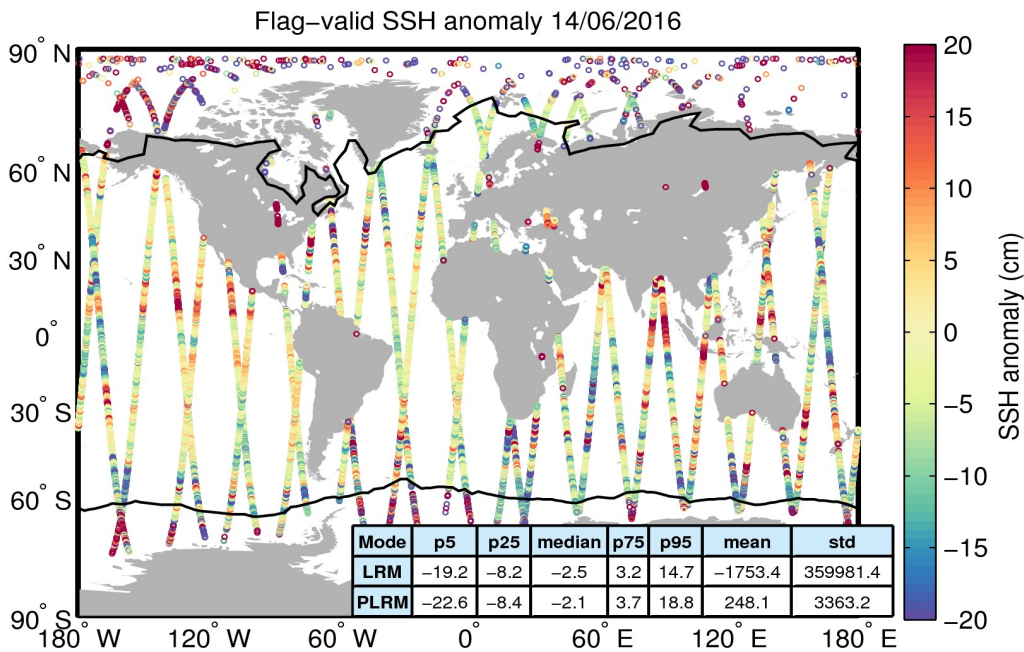 Flag−valid SSH anomaly 14/06/2016
90° N
60° N
30° N
0°
30° S
60° S
90° S
180° W 120° W 60° W 0° 60° E 120° E 180° E
Mode p5 p25 median p75 p95 mean std
LRM −19.2 −8.2 −2.5 3.2 14.7 −1753.4 359981.4
PLRM −22.6 −8.4 −2.1 3.7 18.8 248.1 3363.2
20
15
10
5
0
−5
−10
−15
−20
SSH anomaly (cm)